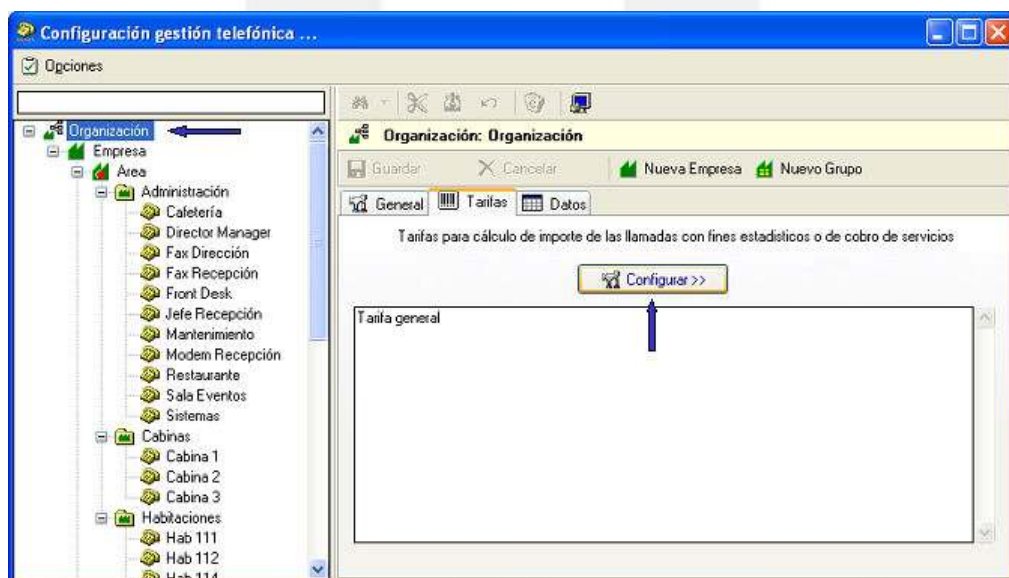 Configuración gestión telefónica ...
Opciones
Organización
Empresa
Area
Administración
Cafetería
Director Manager
Fax Dirección
Fax Recepción
Front Desk
Jefe Recepción
Mantenimiento
Modem Recepción
Restaurante
Sala Eventos
Sistemas
Cabinas
Cabina 1
Cabina 2
Cabina 3
Habitaciones
Hab 111
Hab 112
Hab 114
Organización: Organización
Guardar Cancelar Nueva Empresa Nuevo Grupo
General Tarifas Datos
Tarifas para cálculo de importe de las llamadas con fines estadisticos o de cobro de servicios
Configurar >>
Tarifa general